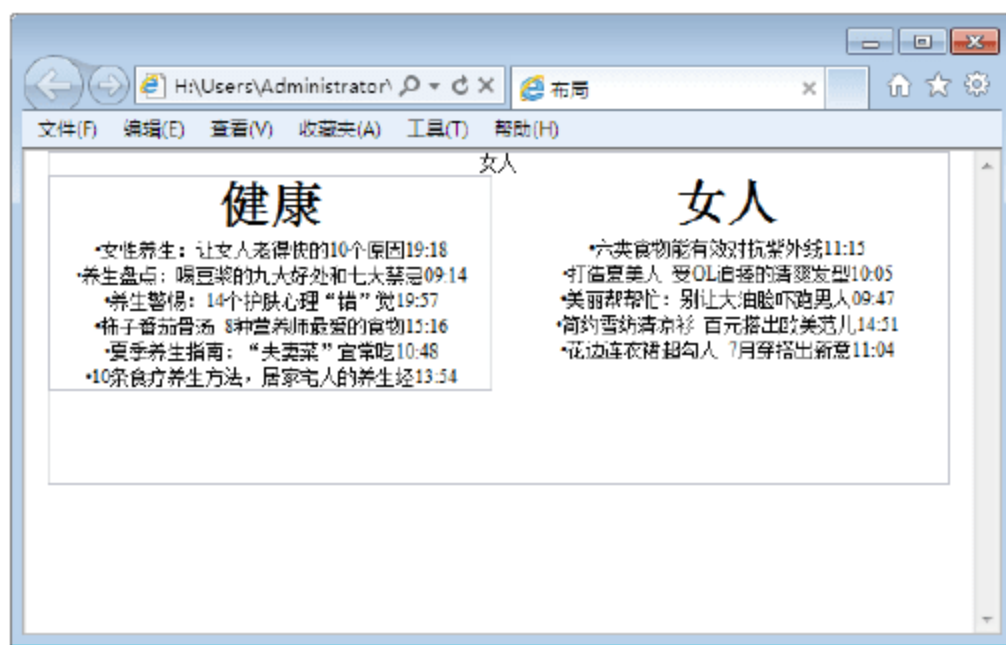 H:\Users\Administrator\
布局
文件(F) 编辑(E) 查看(V) 收藏夹(A) 工具(T) 帮助(H)
女人
健康
•女性养生：让女人老得快的10个原因19:18
•养生盘点：喝豆浆的九大好处和七大禁忌09:14
•养生警惕：14个护肤心理“错”觉19:57
•柿子番茄骨汤 8种营养师最爱的食物15:16
•夏季养生指南：“夫妻菜”宜常吃10:48
•10条食疗养生方法，居家宅人的养生经13:54
女人
•六类食物能有效对抗紫外线11:15
•打造夏美人 受OL追捧的清爽发型10:05
•美丽帮帮忙：别让大油脸吓跑男人09:47
•简约雪纺清凉衫 百元搭出欧美范儿14:51
•花边连衣裙超勾人 7月穿搭出新意11:04